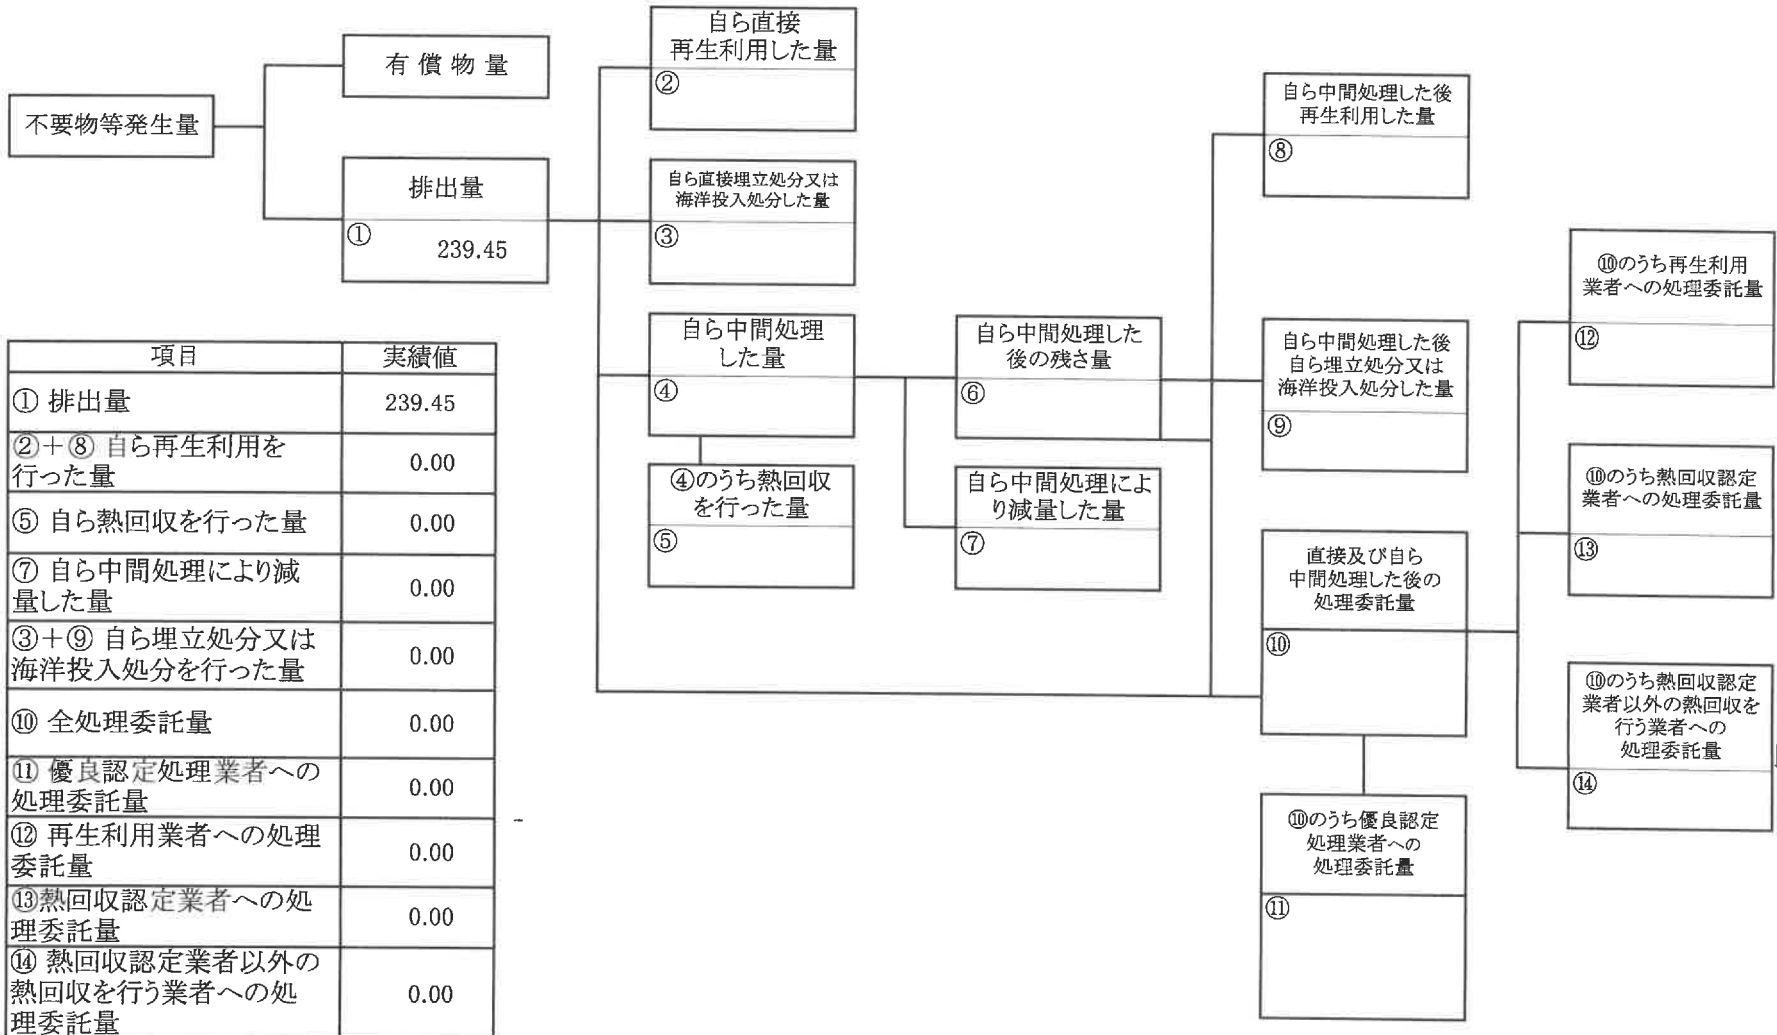 不要物等発生量
有償物量
排出量
①
239.45
自ら直接
再生利用した量
②
自ら直接埋立処分又は
海洋投入処分した量
③
自ら中間処理
した量
④
④のうち熱回収
を行った量
⑤
自ら中間処理した
後の残さ量
⑥
自ら中間処理によ
り減量した量
⑦
自ら中間処理した後
再生利用した量
⑧
自ら中間処理した後
自ら埋立処分又は
海洋投入処分した量
⑨
直接及び自ら
中間処理した後の
処理委託量
⑩
⑩のうち優良認定
処理業者への
処理委託量
⑪
⑩のうち再生利用
業者への処理委託量
⑫
⑩のうち熱回収認定
業者への処理委託量
⑬
⑩のうち熱回収認定
業者以外の熱回収を
行う業者への
処理委託量
⑭
項目 実績値
① 排出量 239.45
②+⑧ 自ら再生利用を
行った量 0.00
⑤ 自ら熱回収を行った量 0.00
⑦ 自ら中間処理により減
量した量 0.00
③+⑨ 自ら埋立処分又は
海洋投入処分を行った量 0.00
⑩ 全処理委託量 0.00
⑪ 優良認定処理業者への
処理委託量 0.00
⑫ 再生利用業者への処理
委託量 0.00
⑬熱回収認定業者への処
理委託量 0.00
⑭ 熱回収認定業者以外の
熱回収を行う業者への処
理委託量 0.00